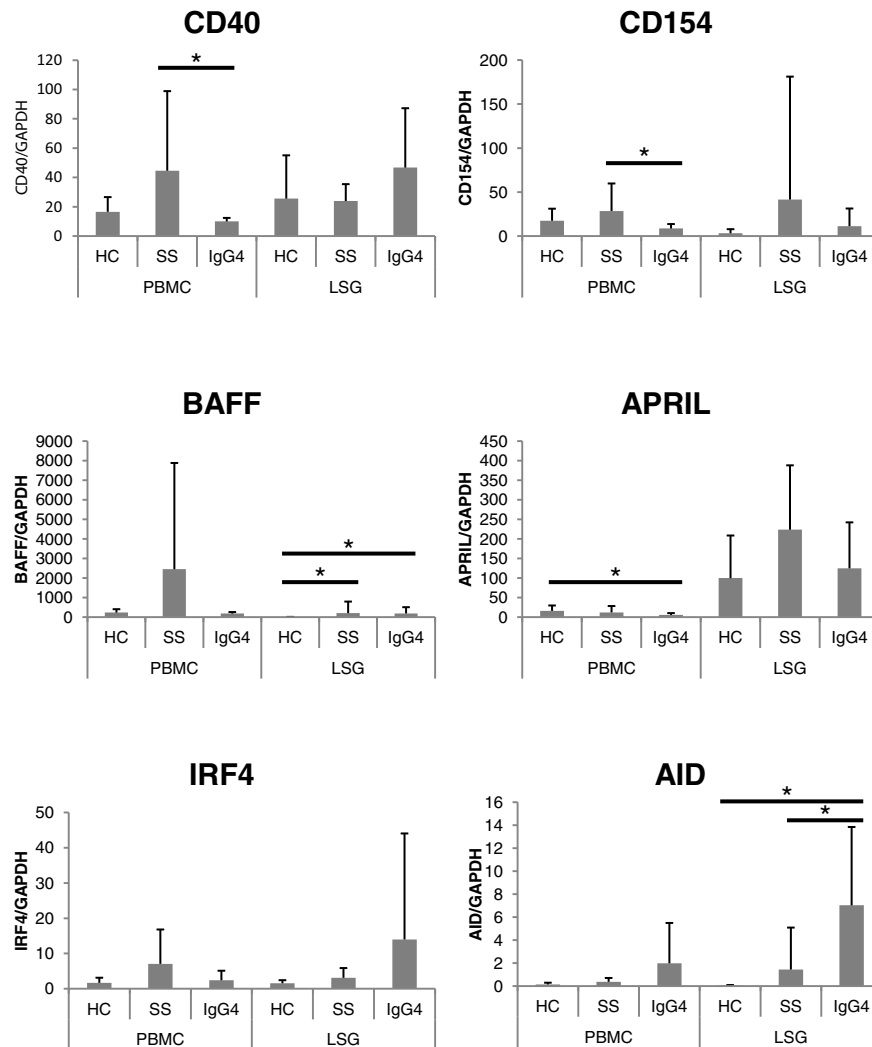 CD40
CD40/GAPDH
120
100
80
60
40
20
0
*
HC SS IgG4 HC SS IgG4
PBMC LSG
CD154
CD154/GAPDH
200
150
100
50
0
*
HC SS IgG4 HC SS IgG4
PBMC LSG
BAFF
BAFF/GAPDH
9000
8000
7000
6000
5000
4000
3000
2000
1000
0
*
*
HC SS IgG4 HC SS IgG4
PBMC LSG
APRIL
APRIL/GAPDH
450
400
350
300
250
200
150
100
50
0
*
HC SS IgG4 HC SS IgG4
PBMC LSG
IRF4
IRF4/GAPDH
50
40
30
20
10
0
HC SS IgG4 HC SS IgG4
PBMC LSG
AID
AID/GAPDH
16
14
12
10
8
6
4
2
0
*
*
HC SS IgG4 HC SS IgG4
PBMC LSG